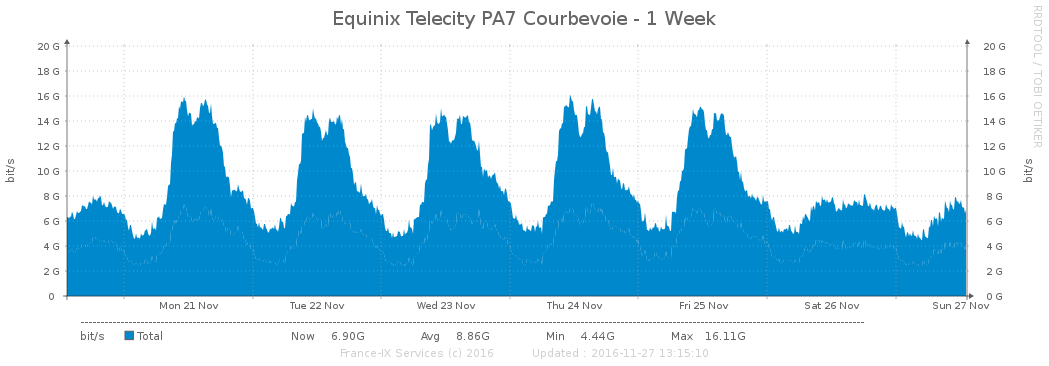 Equinix Telecity PA7 Courbevoie - 1 Week
RRDTOOL / TOBI OETIKER
20 G 20 G
18 G 18 G
16 G 16 G
14 G 14 G
12 G 12 G
10 G 10 G
8 G 8 G
6 G 6 G
4 G 4 G
2 G 2 G
0 0 G
bit/s bit/s
Mon 21 Nov Tue 22 Nov Wed 23 Nov Thu 24 Nov Fri 25 Nov Sat 26 Nov Sun 27 Nov
bit/s Total Now 6.90G Avg 8.86G Min 4.44G Max 16.11G
France-IX Services (c) 2016 Updated : 2016-11-27 13:15:10